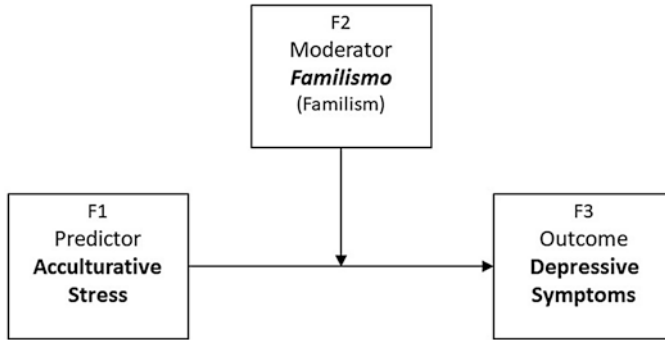 F2
Moderator
Familismo
(Familism)
F1
Predictor
Acculturative
Stress
F3
Outcome
Depressive
Symptoms